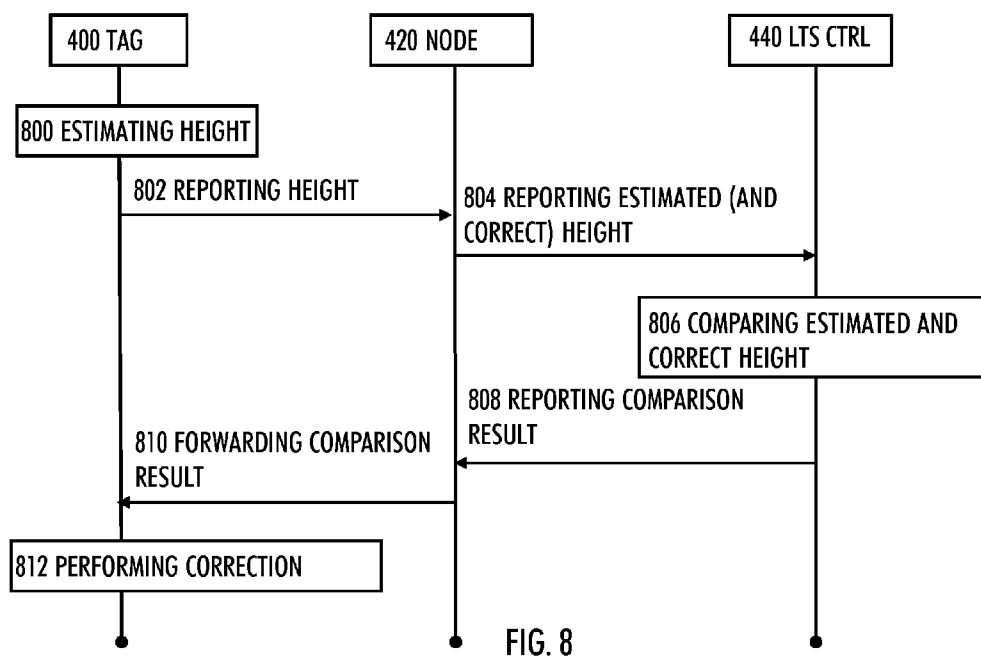 400 TAG
420 NODE
440 LTS CTRL
800 ESTIMATING HEIGHT
802 REPORTING HEIGHT
804 REPORTING ESTIMATED (AND
CORRECT) HEIGHT
806 COMPARING ESTIMATED AND
CORRECT HEIGHT
808 REPORTING COMPARISON
RESULT
810 FORWARDING COMPARISON
RESULT
812 PERFORMING CORRECTION
FIG. 8